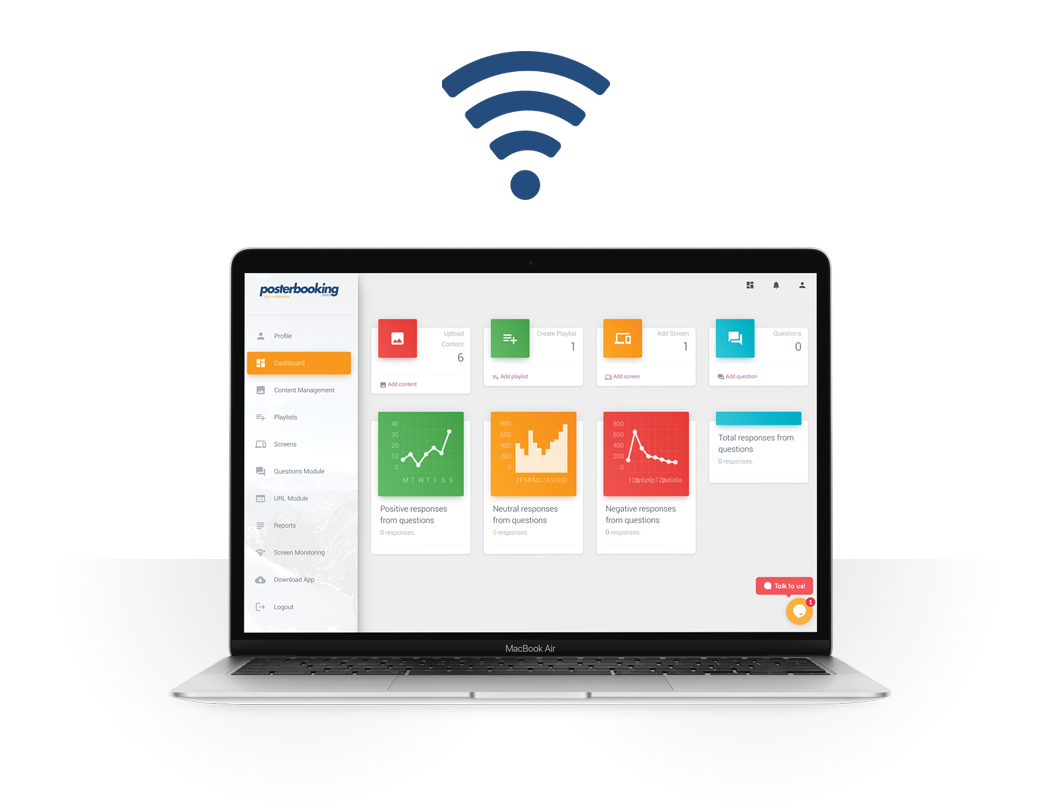 posterbooking
Profile
Dashboard
Content Management
Playlists
Screens
Questions Module
URL Module
Reports
Screen Monitoring
Download App
Logout
Upload
Content
6
Add content
Create Playlist
1
Add playlist
Add Screen
1
Add screen
Questions
0
Add question
40
30
20
10
0
M T W T F S S
Positive responses
from questions
0 responses.
800
600
400
200
0
Neutral responses
from questions
0 responses.
800
600
400
200
0
Negative responses
from questions
0 responses.
Total responses from
questions
0 responses.
Talk to us!
1
MacBook Air